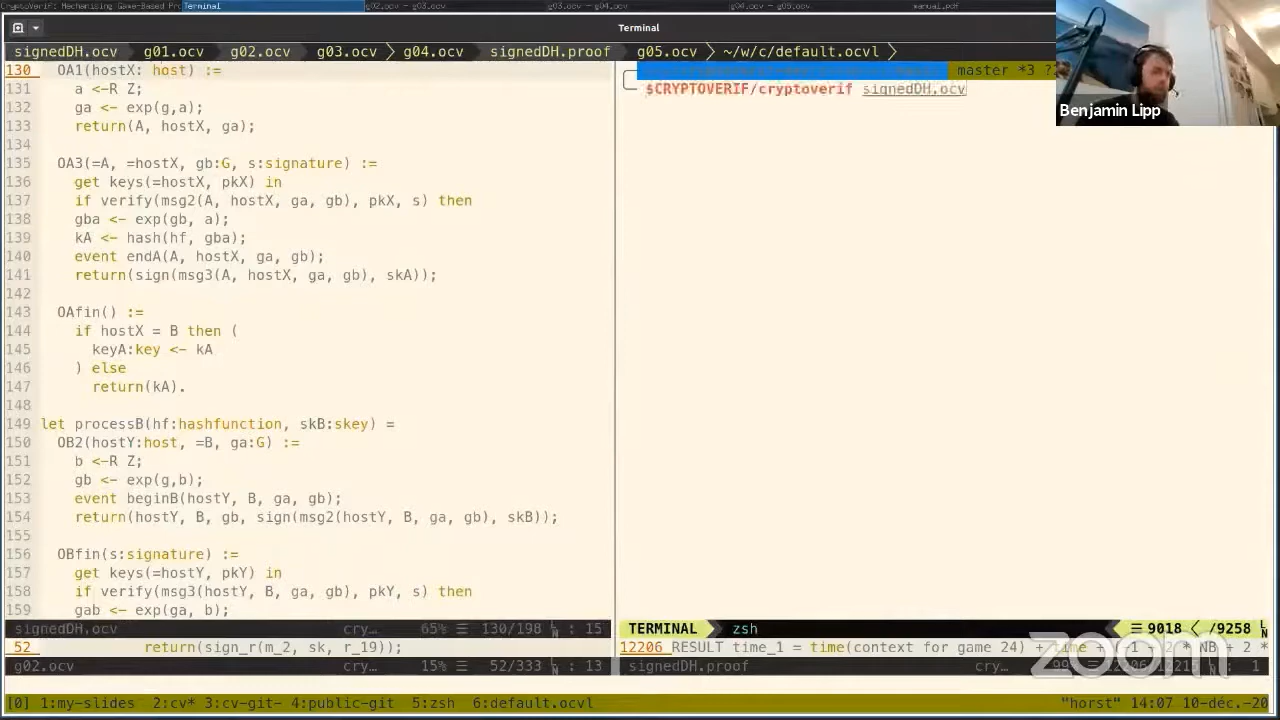 CryptoVerif: Mechanising Game-Based Pro Terminal g02.ocv – g03.ocv g03.ocv – g04.ocv g04.ocv – g05.ocv manual.pdf
Terminal
signedDH.ocv g01.ocv g02.ocv g03.ocv g04.ocv signedDH.proof g05.ocv ~/w/c/default.ocvl
130 OA1(hostX: host) :=
131 a <-R Z;
132 ga <- exp(g,a);
133 return(A, hostX, ga);
134
135 OA3(=A, =hostX, gb:G, s:signature) :=
136 get keys(=hostX, pkX) in
137 if verify(msg2(A, hostX, ga, gb), pkX, s) then
138 gba <- exp(gb, a);
139 kA <- hash(hf, gba);
140 event endA(A, hostX, ga, gb);
141 return(sign(msg3(A, hostX, ga, gb), skA));
142
143 OAfin() :=
144 if hostX = B then (
145 keyA:key <- kA
146 ) else
147 return(kA).
148
149 let processB(hf:hashfunction, skB:skey) =
150 OB2(hostY:host, =B, ga:G) :=
151 b <-R Z;
152 gb <- exp(g,b);
153 event beginB(hostY, B, ga, gb);
154 return(hostY, B, gb, sign(msg2(hostY, B, ga, gb), skB));
155
156 OBfin(s:signature) :=
157 get keys(=hostY, pkY) in
158 if verify(msg3(hostY, B, ga, gb), pkY, s) then
159 gab <- exp(ga, b);
signedDH.ocv cry… 65% ☰ 130/198 : 15
52 return(sign_r(m_2, sk, r_19));
g02.ocv cry… 15% ☰ 52/333 : 13
master *3
$CRYPTOVERIF/cryptoverif signedDH.ocv
TERMINAL zsh ☰ 9018 /9258
12206 RESULT time_1 = time(context for game 24) + time + * NB + 2 *
signedDH.proof cry… 99% 12206/12215 : 1
Benjamin Lipp
zoom
[0] 1:my-slides 2:cv* 3:cv-git- 4:public-git 5:zsh 6:default.ocvl "horst" 14:07 10-déc.-20